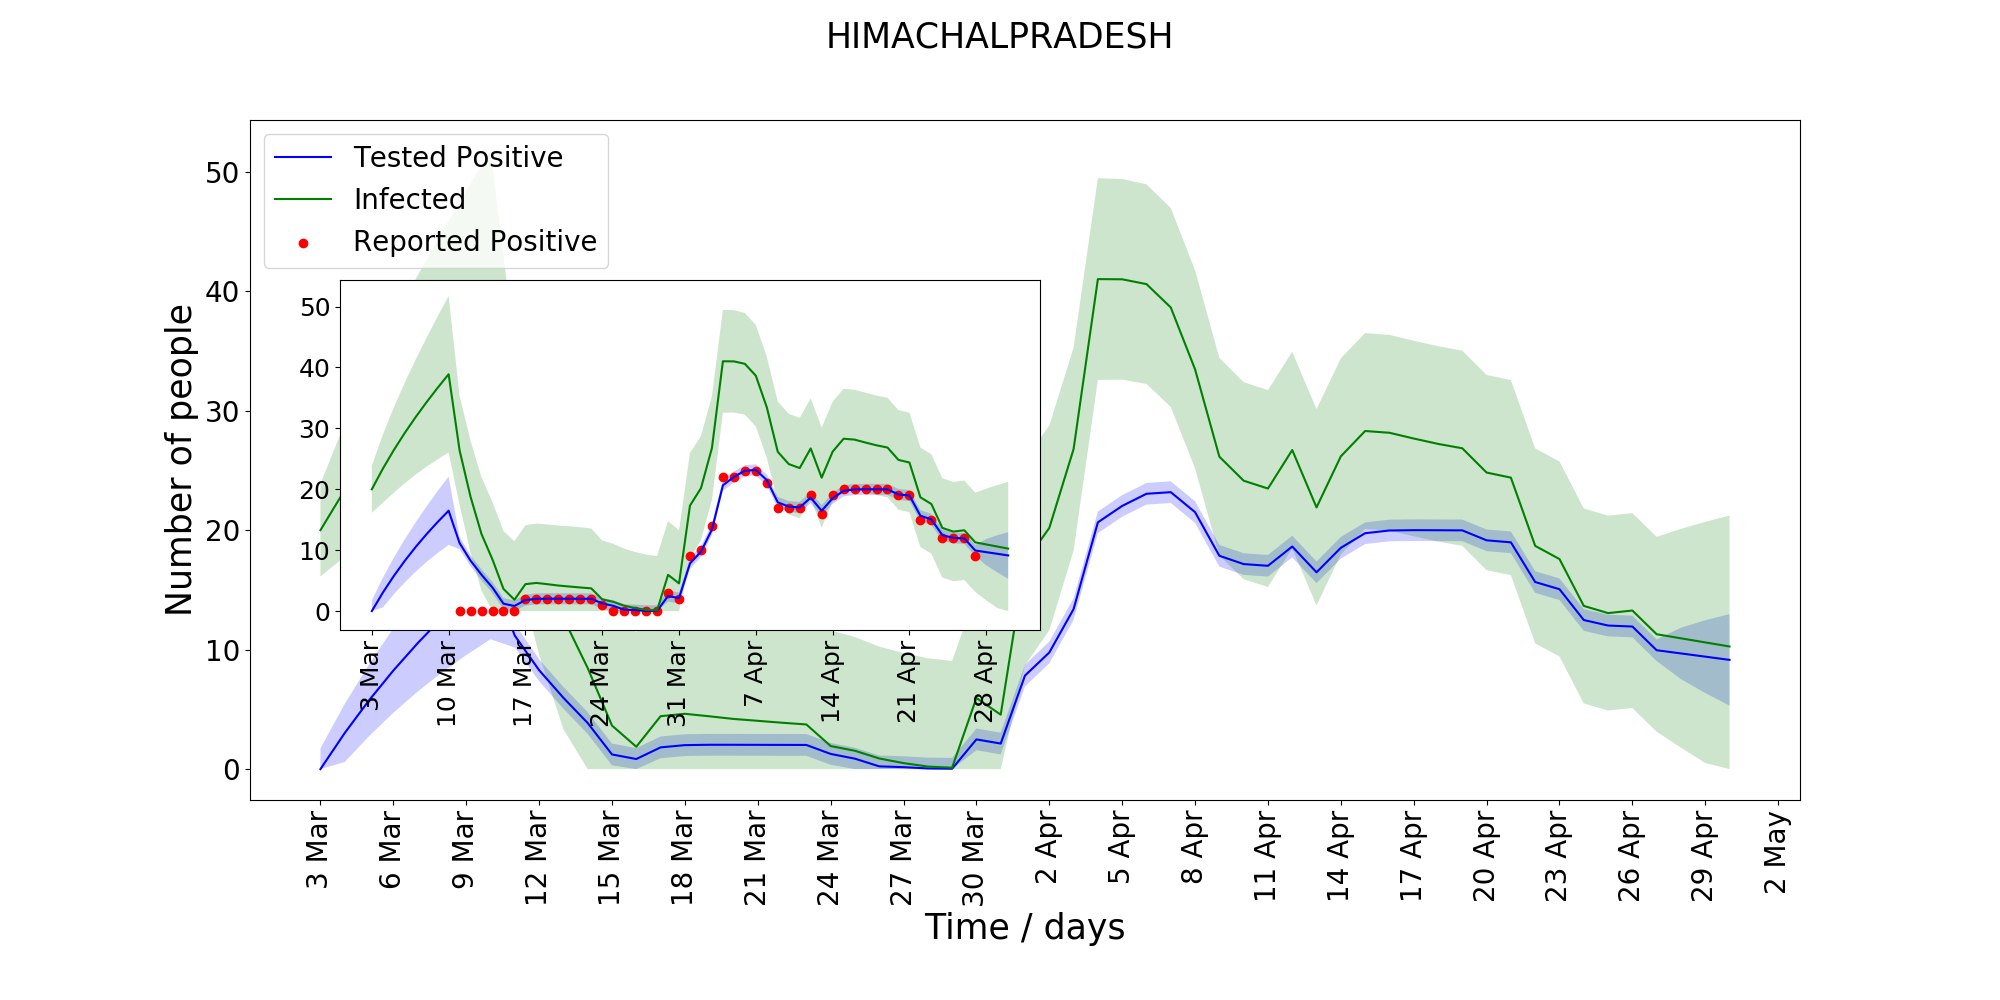 HIMACHALPRADESH
Tested Positive
Infected
Reported Positive
Number of people
50
40
30
20
10
0
50
40
30
20
10
0
3 Mar
10 Mar
17 Mar
24 Mar
31 Mar
7 Apr
14 Apr
21 Apr
28 Apr
3 Mar
6 Mar
9 Mar
12 Mar
15 Mar
18 Mar
21 Mar
24 Mar
27 Mar
30 Mar
2 Apr
5 Apr
8 Apr
11 Apr
14 Apr
17 Apr
20 Apr
23 Apr
26 Apr
29 Apr
2 May
Time / days